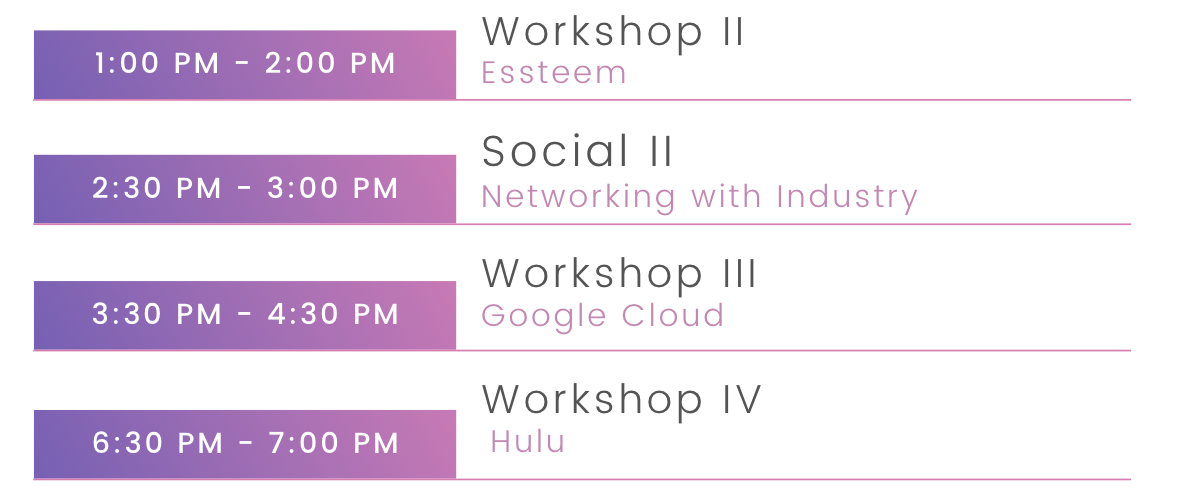 1:00 PM - 2:00 PM
Workshop II
Essteem
2:30 PM - 3:00 PM
Social II
Networking with Industry
3:30 PM - 4:30 PM
Workshop III
Google Cloud
6:30 PM - 7:00 PM
Workshop IV
Hulu